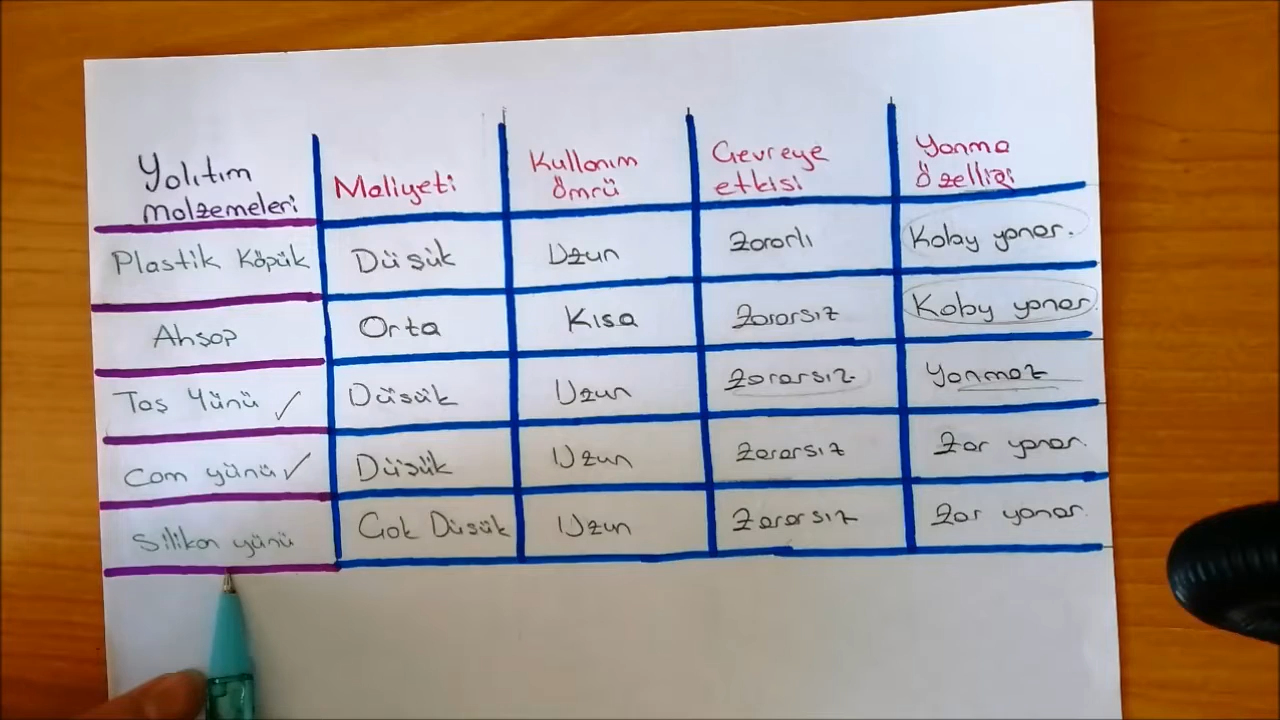 Yalıtım malzemeleri Maliyeti Kullanım Ömrü Çevreye etkisi Yanma Özelliği
Plastik Köpük Düşük Uzun Zararlı Kolay yanar.
Ahşap Orta Kısa Zararsız Kolay yanar
Taş Yünü ✓ Düşük Uzun Zararsız Yanmaz
Cam yünü ✓ Düşük Uzun Zararsız Zor yanar.
Silikon yünü Çok Düşük Uzun Zararsız Zor yanar.